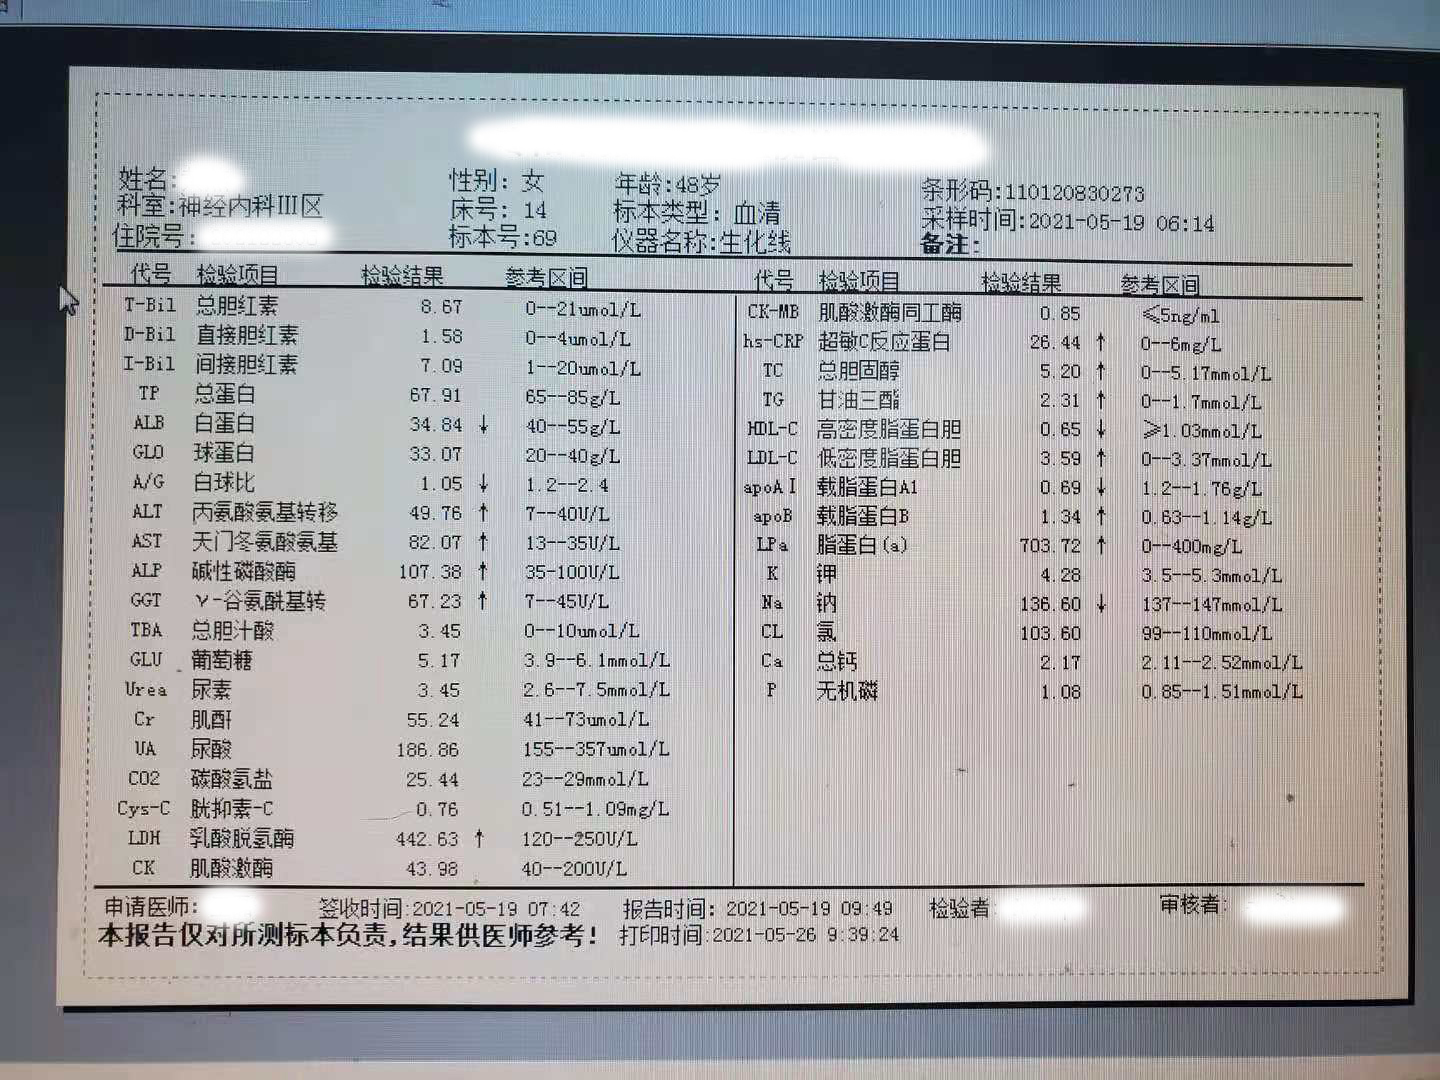 姓名:
性别: 女
年龄:48岁
条形码:110120830273
科室:神经内科III区
床号: 14
标本类型: 血清
采样时间:2021-05-19 06:14
住院号:
标本号:69
仪器名称:生化线
备注:
代号 检验项目 检验结果 参考区间
T-Bil 总胆红素 8.67 0--21umol/L
D-Bil 直接胆红素 1.58 0--4umol/L
I-Bil 间接胆红素 7.09 1--20umol/L
TP 总蛋白 67.91 65--85g/L
ALB 白蛋白 34.84 ↓ 40--55g/L
GLO 球蛋白 33.07 20--40g/L
A/G 白球比 1.05 ↓ 1.2--2.4
ALT 丙氨酸氨基转移 49.76 ↑ 7--40U/L
AST 天门冬氨酸氨基 82.07 ↑ 13--35U/L
ALP 碱性磷酸酶 107.38 ↑ 35-100U/L
GGT γ-谷氨酰基转 67.23 ↑ 7--45U/L
TBA 总胆汁酸 3.45 0--10umol/L
GLU 葡萄糖 5.17 3.9--6.1mmol/L
Urea 尿素 3.45 2.6--7.5mmol/L
Cr 肌酐 55.24 41--73umol/L
UA 尿酸 186.86 155--357umol/L
CO2 碳酸氢盐 25.44 23--29mmol/L
Cys-C 胱抑素-C 0.76 0.51--1.09mg/L
LDH 乳酸脱氢酶 442.63 ↑ 120--250U/L
CK 肌酸激酶 43.98 40--200U/L
代号 检验项目 检验结果 参考区间
CK-MB 肌酸激酶同工酶 0.85 ≤5ng/ml
hs-CRP 超敏C反应蛋白 26.44 ↑ 0--6mg/L
TC 总胆固醇 5.20 ↑ 0--5.17mmol/L
TG 甘油三酯 2.31 ↑ 0--1.7mmol/L
HDL-C 高密度脂蛋白胆 0.65 ↓ ≥1.03mmol/L
LDL-C 低密度脂蛋白胆 3.59 ↑ 0--3.37mmol/L
apoAI 载脂蛋白A1 0.69 ↓ 1.2--1.76g/L
apoB 载脂蛋白B 1.34 ↑ 0.63--1.14g/L
LPa 脂蛋白(a) 703.72 ↑ 0--400mg/L
K 钾 4.28 3.5--5.3mmol/L
Na 钠 136.60 ↓ 137--147mmol/L
CL 氯 103.60 99--110mmol/L
Ca 总钙 2.17 2.11--2.52mmol/L
P 无机磷 1.08 0.85--1.51mmol/L
申请医师: 签收时间:2021-05-19 07:42 报告时间: 2021-05-19 09:49 检验者: 审核者:
本报告仅对所测标本负责,结果供医师参考! 打印时间:2021-05-26 9:39:24